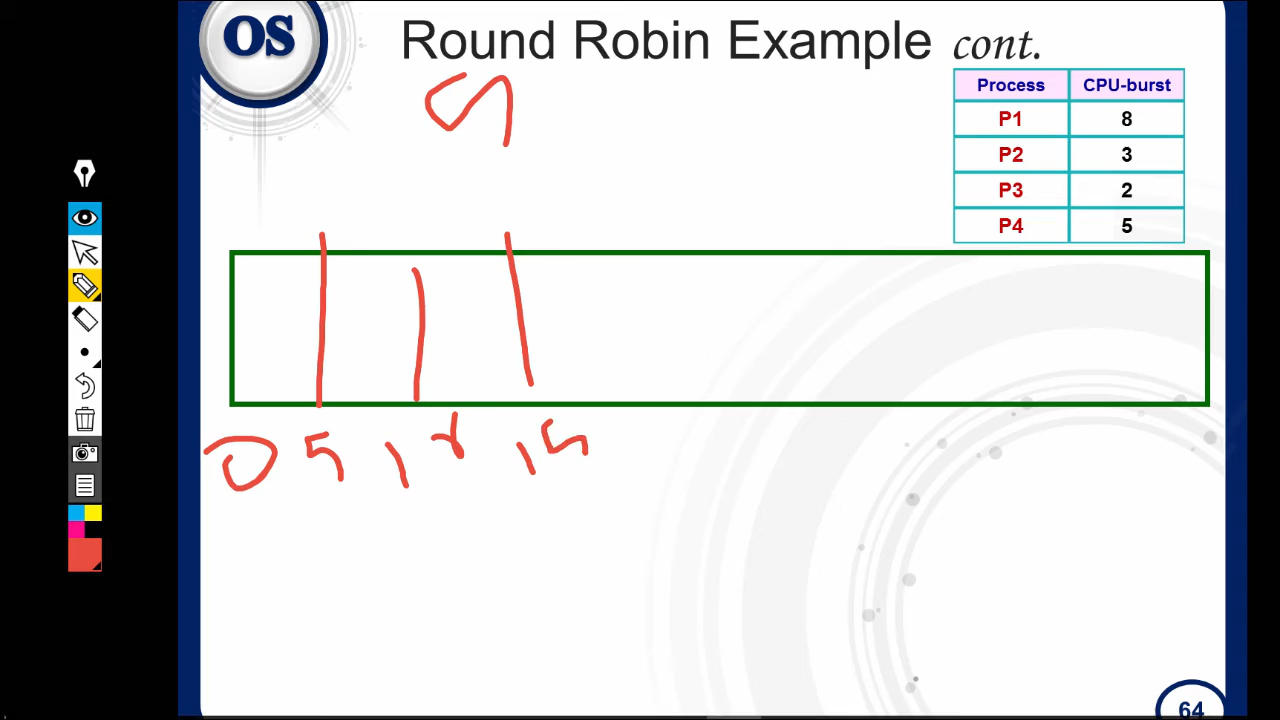 OS
Round Robin Example cont.
Process CPU-burst
P1 8
P2 3
P3 2
P4 5
0 5
64